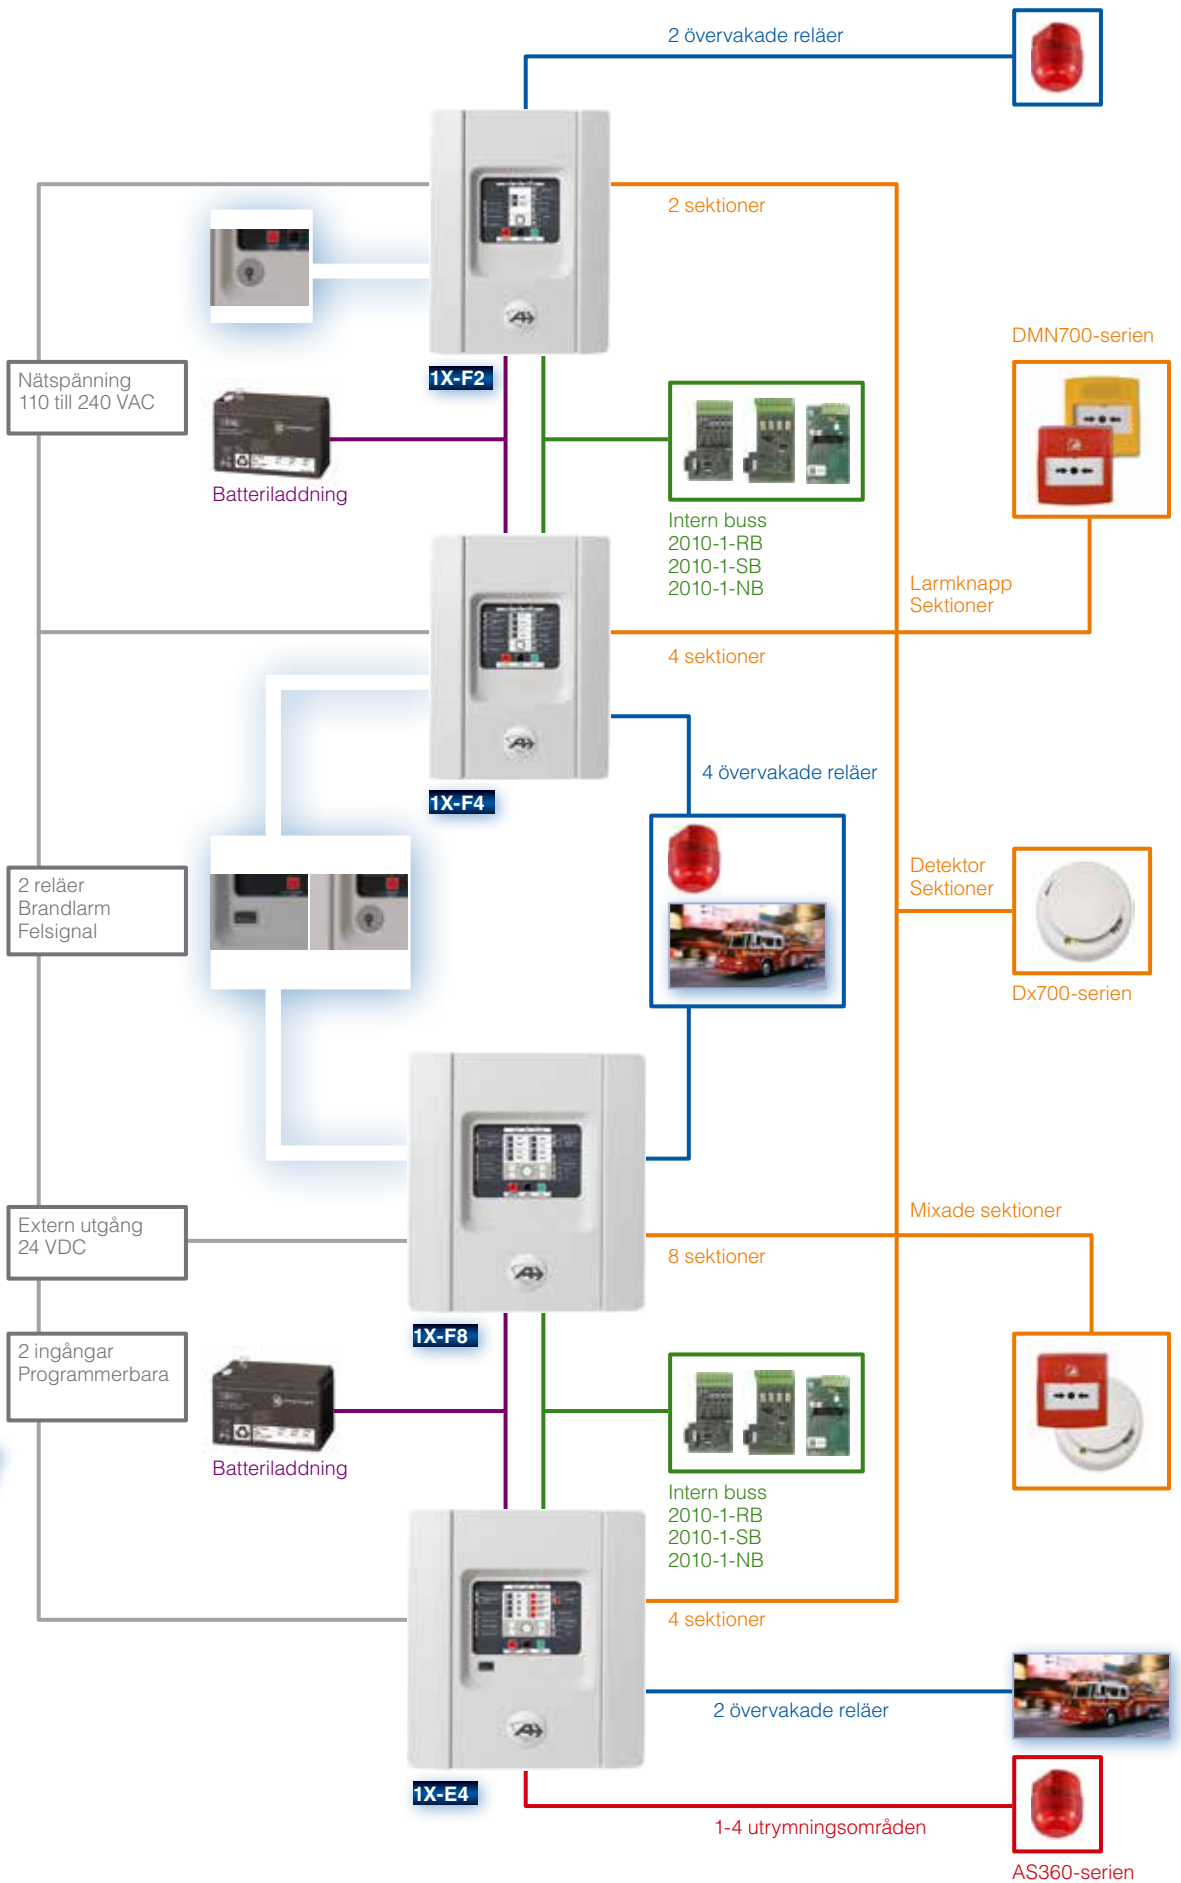 2 övervakade reläer
2 sektioner
DMN700-serien
1X-F2
Nätspänning
110 till 240 VAC
Batteriladdning
Intern buss
2010-1-RB
2010-1-SB
2010-1-NB
Larmknapp
Sektioner
4 sektioner
4 övervakade reläer
1X-F4
2 reläer
Brandlarm
Felsignal
Detektor
Sektioner
Dx700-serien
Mixade sektioner
Extern utgång
24 VDC
8 sektioner
1X-F8
2 ingångar
Programmerbara
Batteriladdning
Intern buss
2010-1-RB
2010-1-SB
2010-1-NB
4 sektioner
2 övervakade reläer
1X-E4
1-4 utrymningsområden
AS360-serien